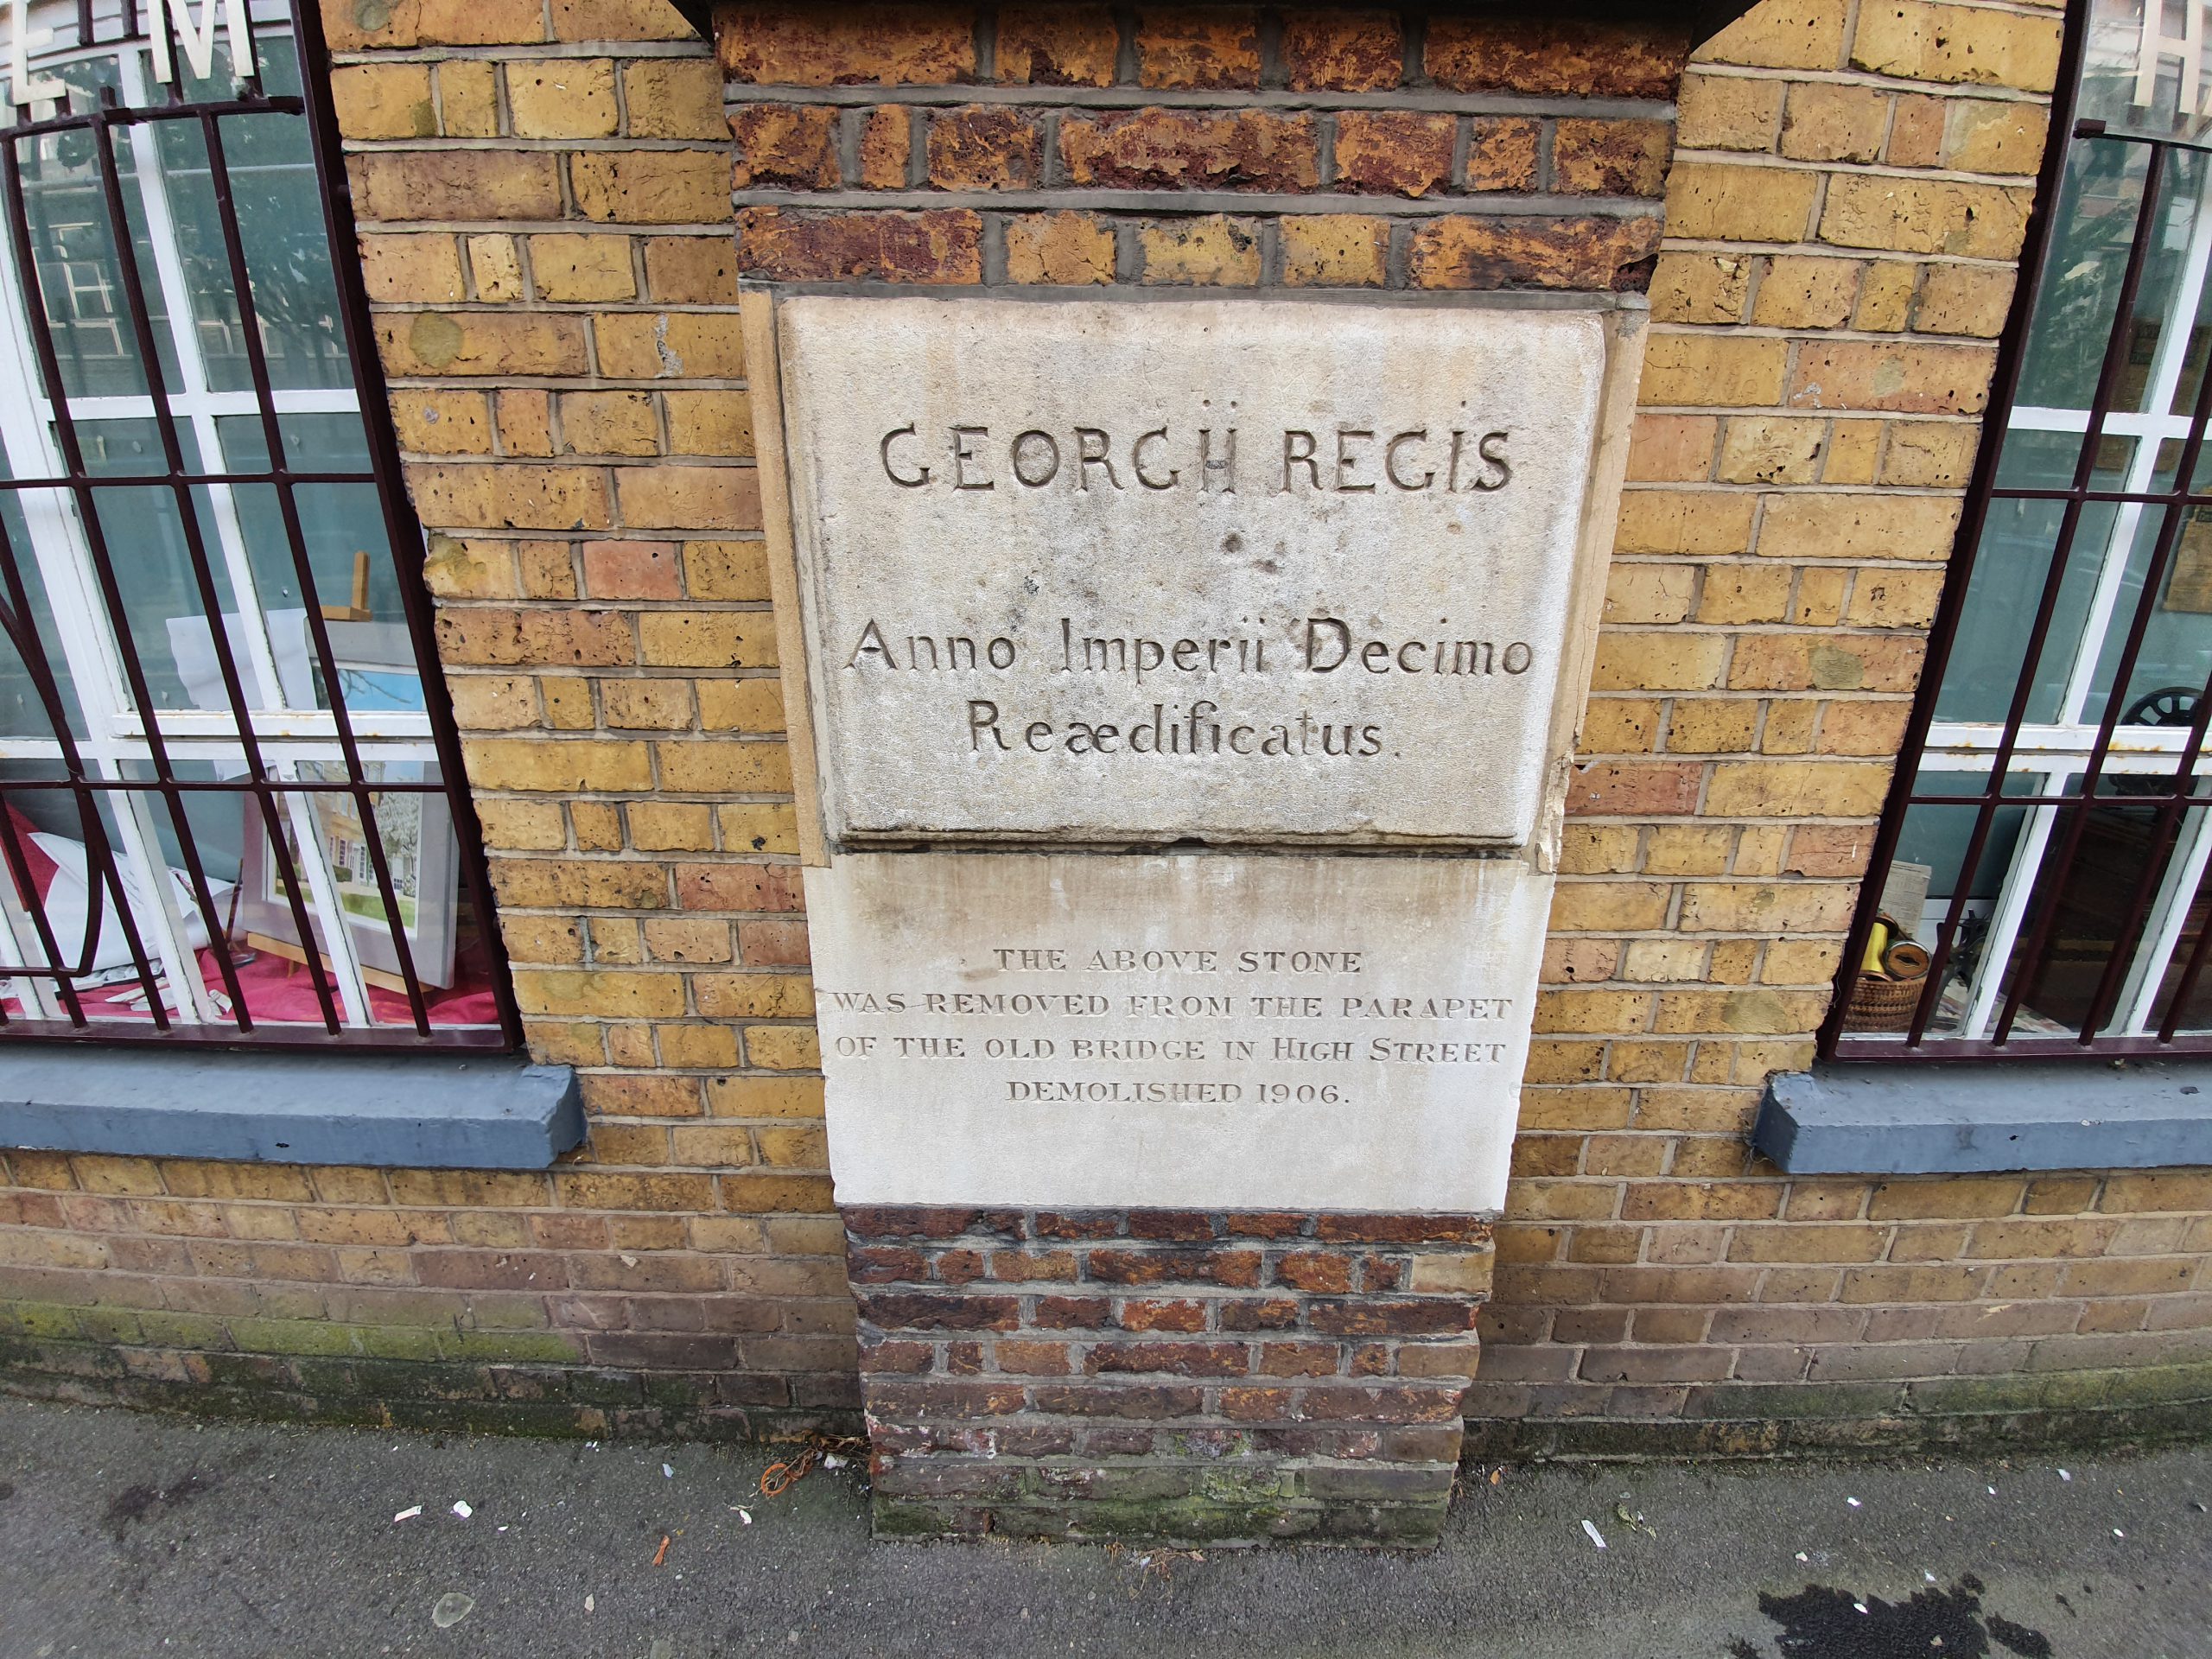 EM
H
GEORGII REGIS
Anno Imperii Decimo
Reædificatus.
THE ABOVE STONE
WAS REMOVED FROM THE PARAPET
OF THE OLD BRIDGE IN HIGH STREET
DEMOLISHED 1906.